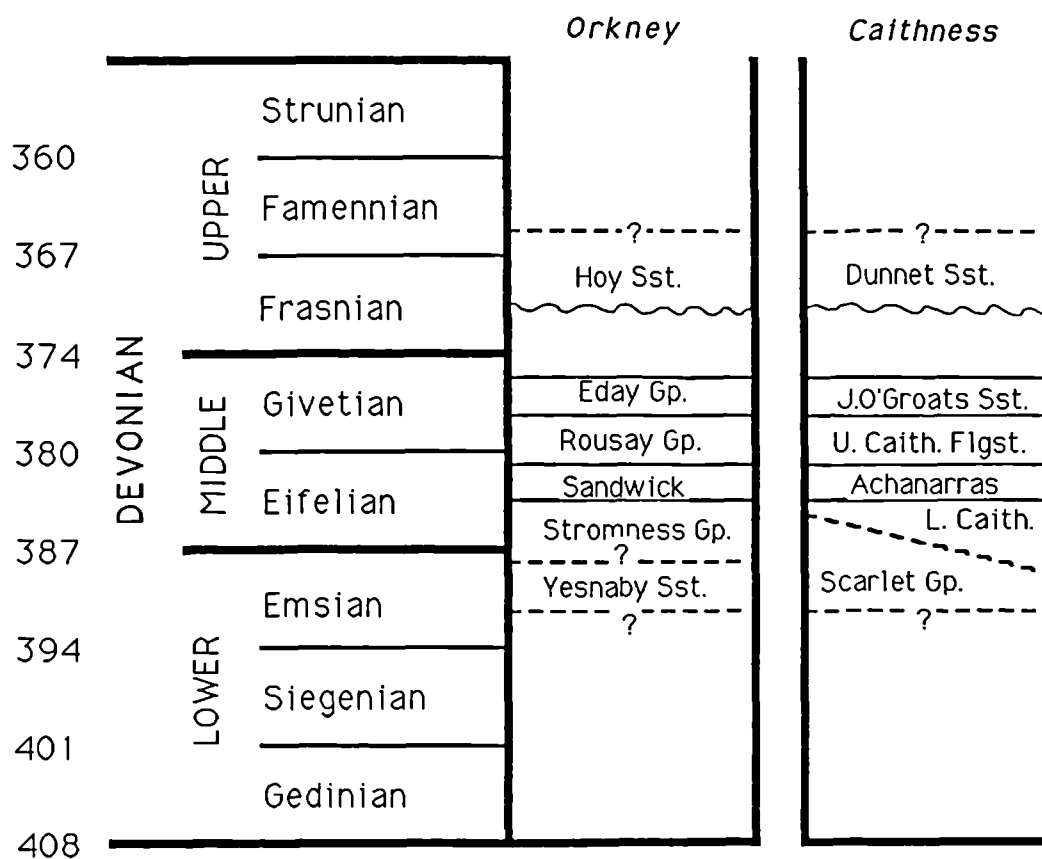 Orkney
Caithness
DEVONIAN
UPPER
MIDDLE
LOWER
Strunian
360
Famennian
367
Frasnian
374
Givetian
380
Eifelian
387
Emsian
394
Siegenian
401
Gedinian
408
?
Hoy Sst.
Eday Gp.
Rousay Gp.
Sandwick
Stromness Gp.
?
Yesnaby Sst.
?
?
Dunnet Sst.
J.O'Groats Sst.
U. Caith. Flgst.
Achanarras
L. Caith.
Scarlet Gp.
?